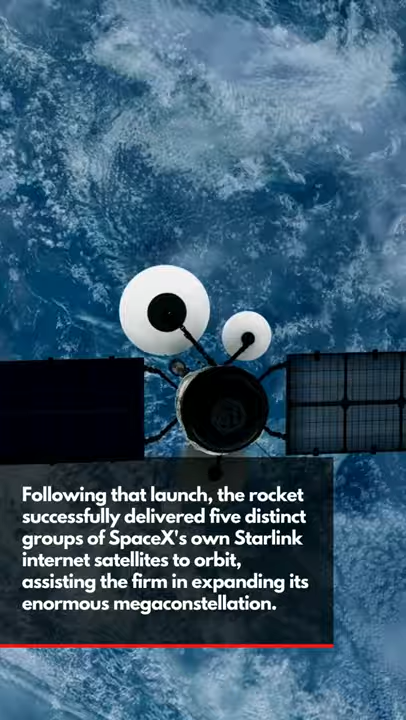 Following that launch, the rocket
successfully delivered five distinct
groups of SpaceX's own Starlink
internet satellites to orbit,
assisting the firm in expanding its
enormous megaconstellation.